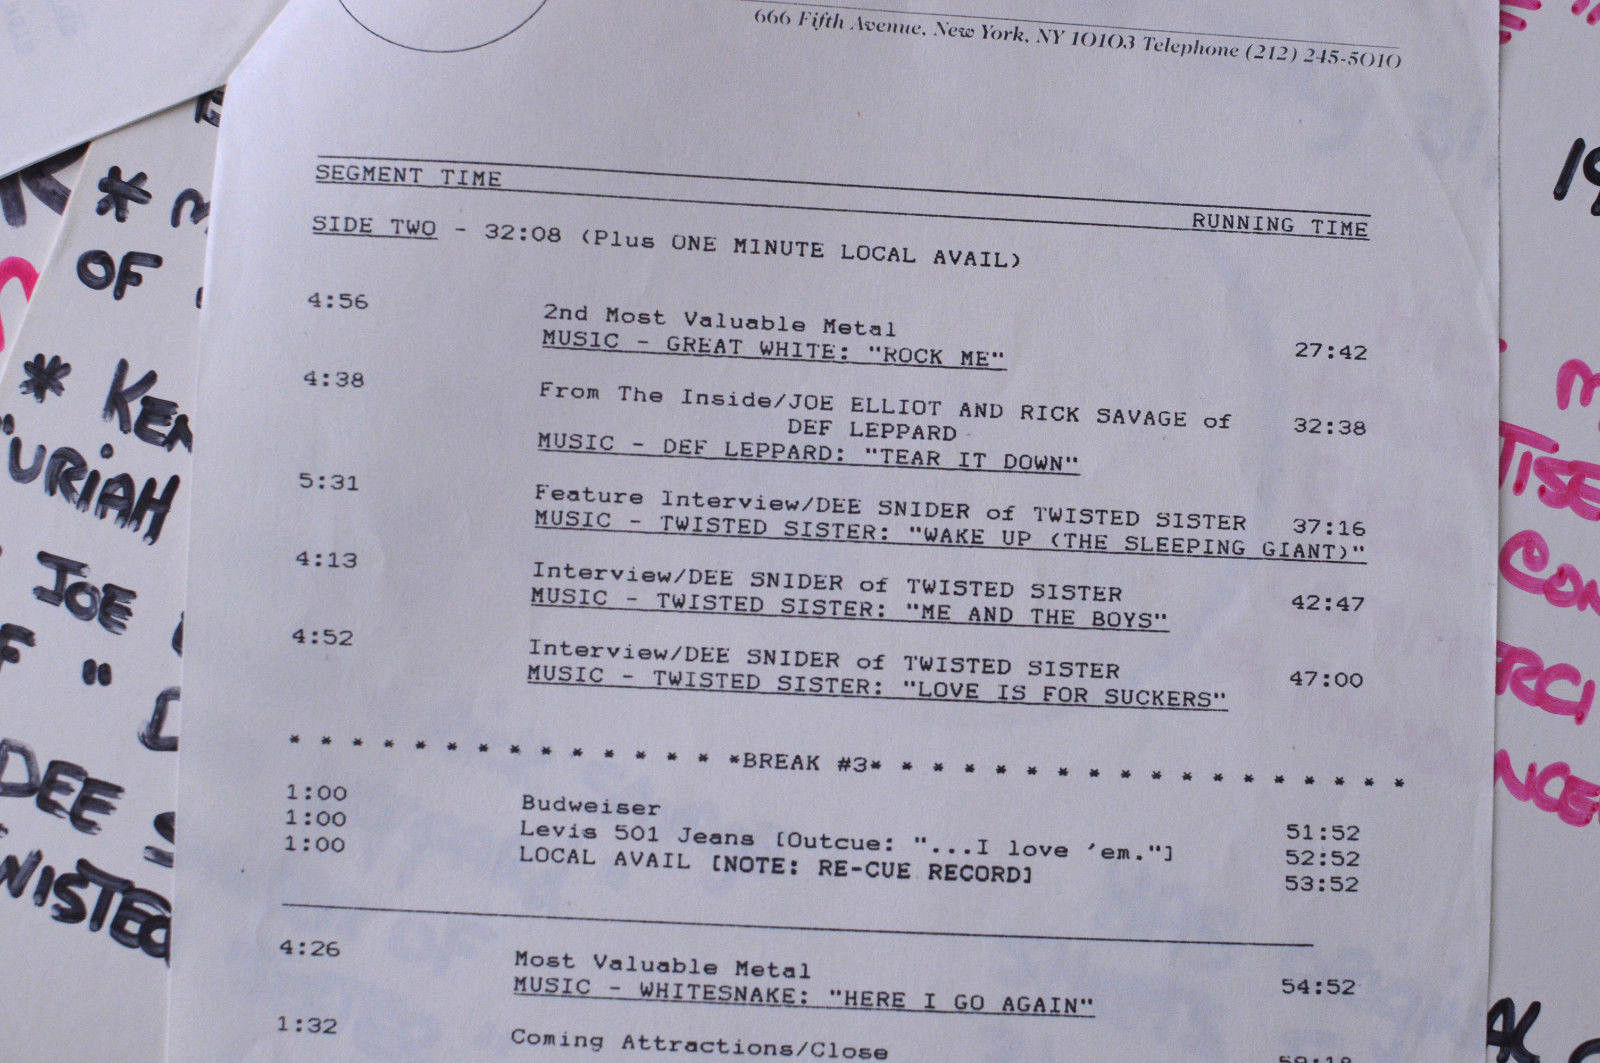 666 Fifth Avenue, New York, NY 10103 Telephone (212) 245-5010
SEGMENT TIME RUNNING TIME
SIDE TWO - 32:08 (Plus ONE MINUTE LOCAL AVAIL)
4:56 2nd Most Valuable Metal 27:42
MUSIC - GREAT WHITE: "ROCK ME"
4:38 From The Inside/JOE ELLIOT AND RICK SAVAGE of 32:38
DEF LEPPARD
MUSIC - DEF LEPPARD: "TEAR IT DOWN"
5:31 Feature Interview/DEE SNIDER of TWISTED SISTER 37:16
MUSIC - TWISTED SISTER: "WAKE UP (THE SLEEPING GIANT)"
4:13 Interview/DEE SNIDER of TWISTED SISTER 42:47
MUSIC - TWISTED SISTER: "ME AND THE BOYS"
4:52 Interview/DEE SNIDER of TWISTED SISTER 47:00
MUSIC - TWISTED SISTER: "LOVE IS FOR SUCKERS"
* * * * * * * * * * * * * * *BREAK #3* * * * * * * * * * * * * * * * * *
1:00 Budweiser 51:52
1:00 Levis 501 Jeans [Outcue: "...I love 'em."] 52:52
1:00 LOCAL AVAIL [NOTE: RE-CUE RECORD] 53:52
4:26 Most Valuable Metal 54:52
MUSIC - WHITESNAKE: "HERE I GO AGAIN"
1:32 Coming Attractions/Close
OF
* KEN
"URIAH
JOE
F "
DEE